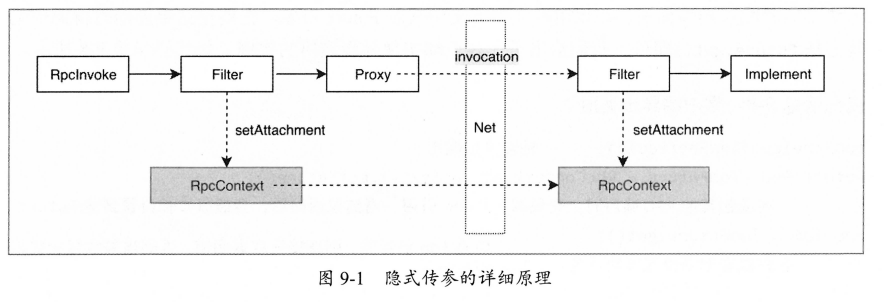 RpcInvoke
Filter
Proxy
invocation
Filter
Implement
setAttachment
Net
setAttachment
RpcContext
RpcContext
图 9-1 隐式传参的详细原理